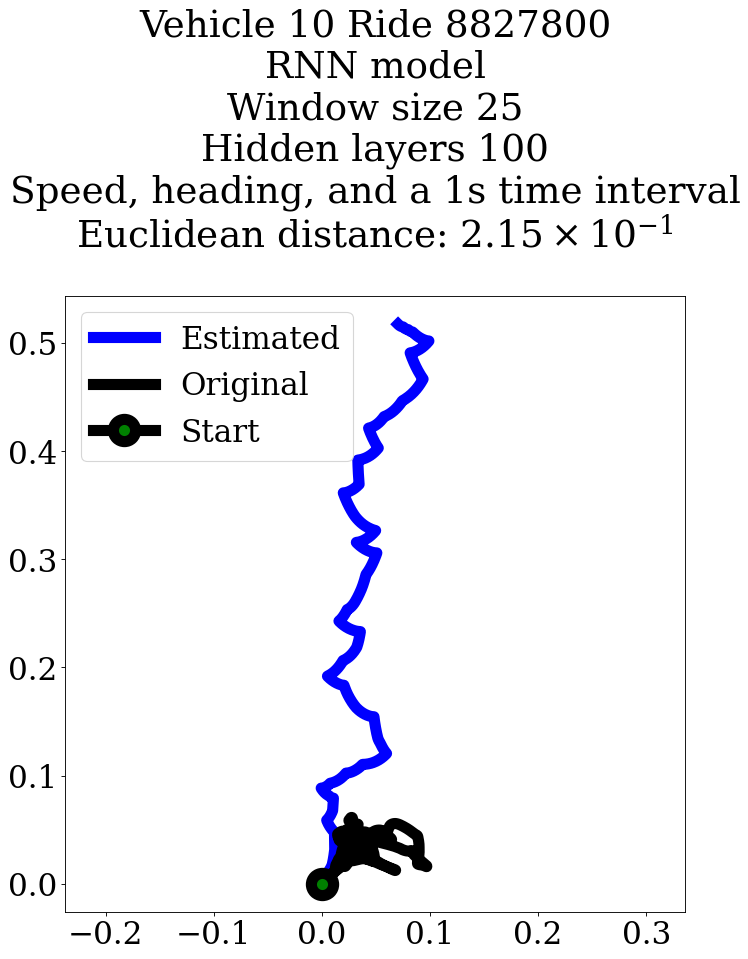 Vehicle 10 Ride 8827800
RNN model
Window size 25
Hidden layers 100
Speed, heading, and a 1s time interval
Euclidean distance: 2.15 × 10⁻¹
Estimated
Original
Start
0.5
0.4
0.3
0.2
0.1
0.0
−0.2 −0.1 0.0 0.1 0.2 0.3